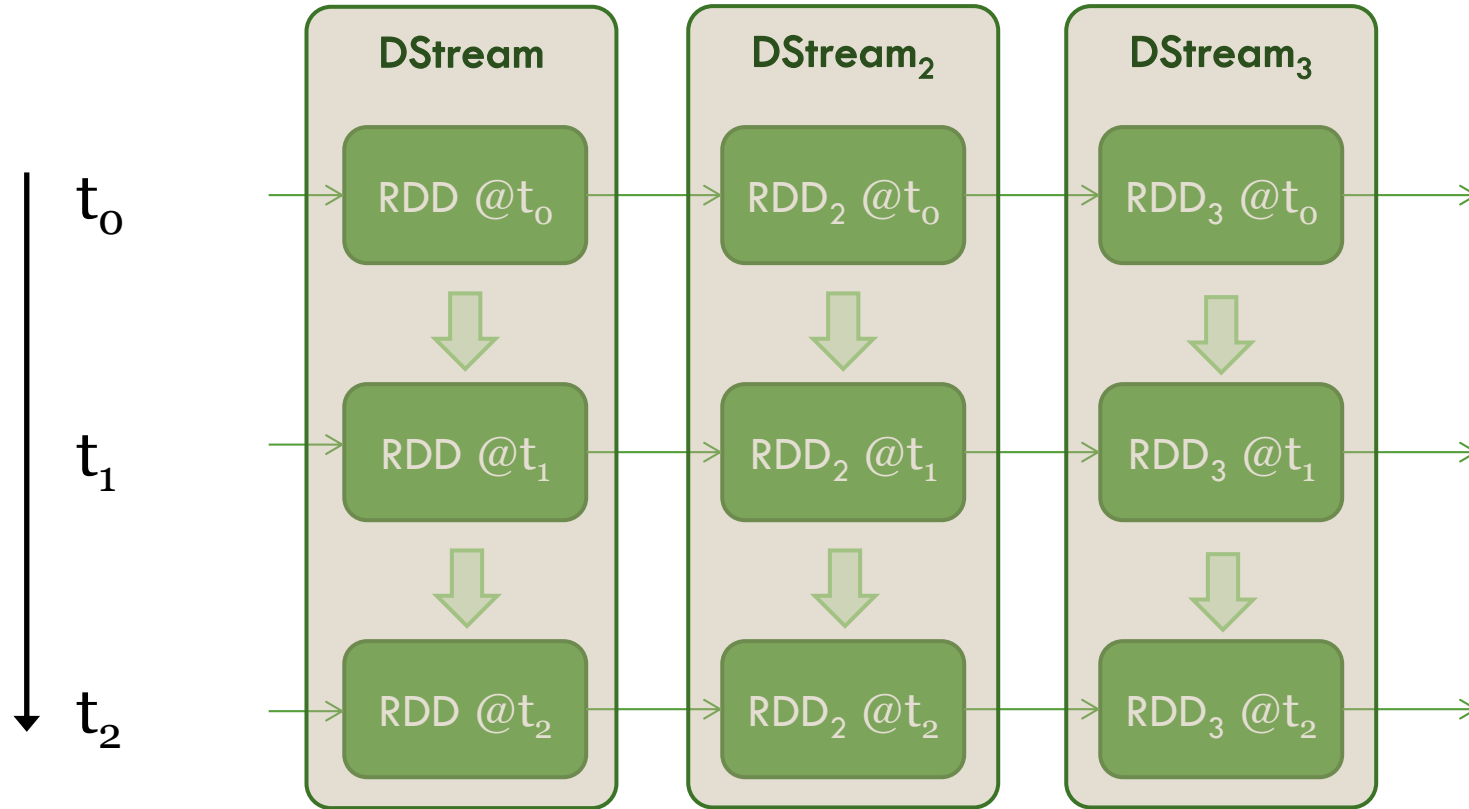 DStream DStream₂ DStream₃
t₀ RDD @t₀ RDD₂ @t₀ RDD₃ @t₀
t₁ RDD @t₁ RDD₂ @t₁ RDD₃ @t₁
t₂ RDD @t₂ RDD₂ @t₂ RDD₃ @t₂